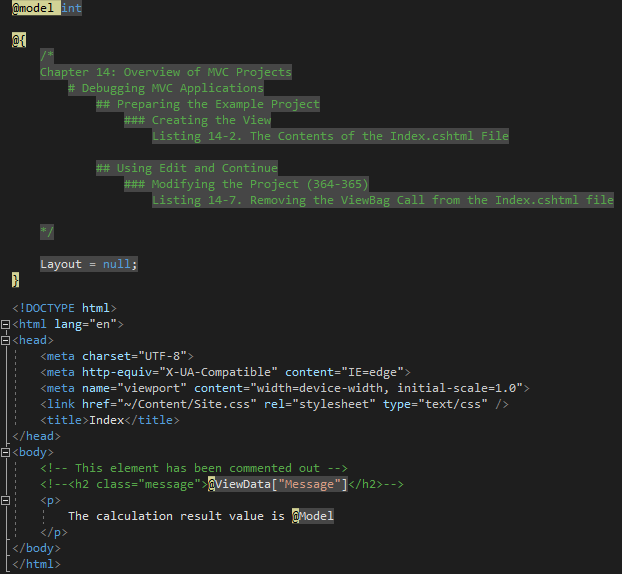 @model int
@{
/*
Chapter 14: Overview of MVC Projects
# Debugging MVC Applications
## Preparing the Example Project
### Creating the View
Listing 14-2. The Contents of the Index.cshtml File
## Using Edit and Continue
### Modifying the Project (364-365)
Listing 14-7. Removing the ViewBag Call from the Index.cshtml file
*/
Layout = null;
}
<!DOCTYPE html>
<html lang="en">
<head>
<meta charset="UTF-8">
<meta http-equiv="X-UA-Compatible" content="IE=edge">
<meta name="viewport" content="width=device-width, initial-scale=1.0">
<link href="~/Content/Site.css" rel="stylesheet" type="text/css" />
<title>Index</title>
</head>
<body>
<!-- This element has been commented out -->
<!--<h2 class="message">@ViewData["Message"]</h2>-->
<p>
The calculation result value is @Model
</p>
</body>
</html>